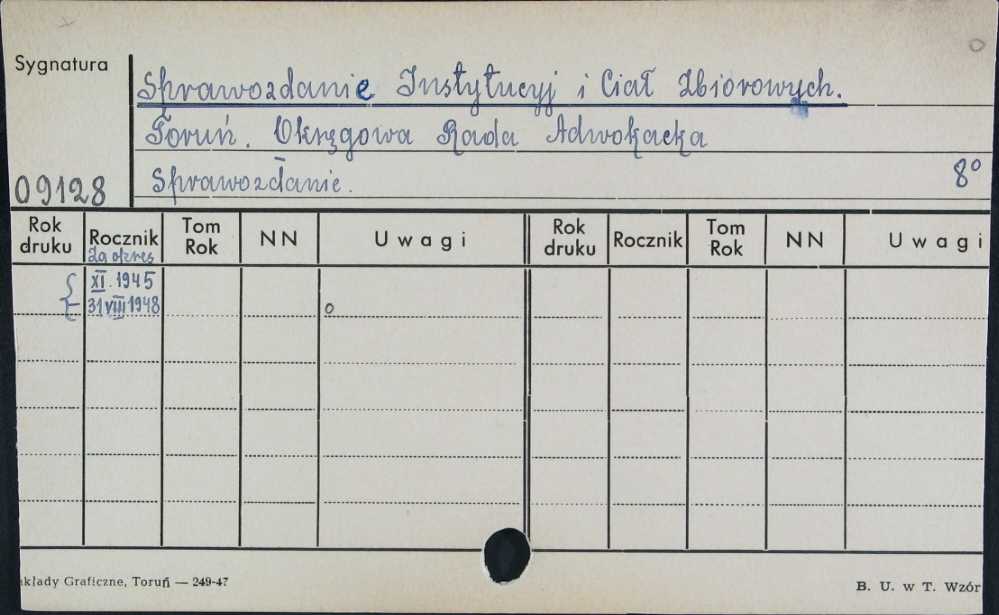 Sygnatura
Sprawozdanie Instytucyj i Ciał Zbiorowych.
Toruń. Okręgowa Rada Adwokacka
Sprawozdanie. 8°
09128
Rok druku Rocznik Tom Rok NN Uwagi Rok druku Rocznik Tom Rok NN Uwagi
za okres
XI. 1945
31 VIII 1948 o
kłady Graficzne, Toruń — 249-47
B. U. w T. Wzór